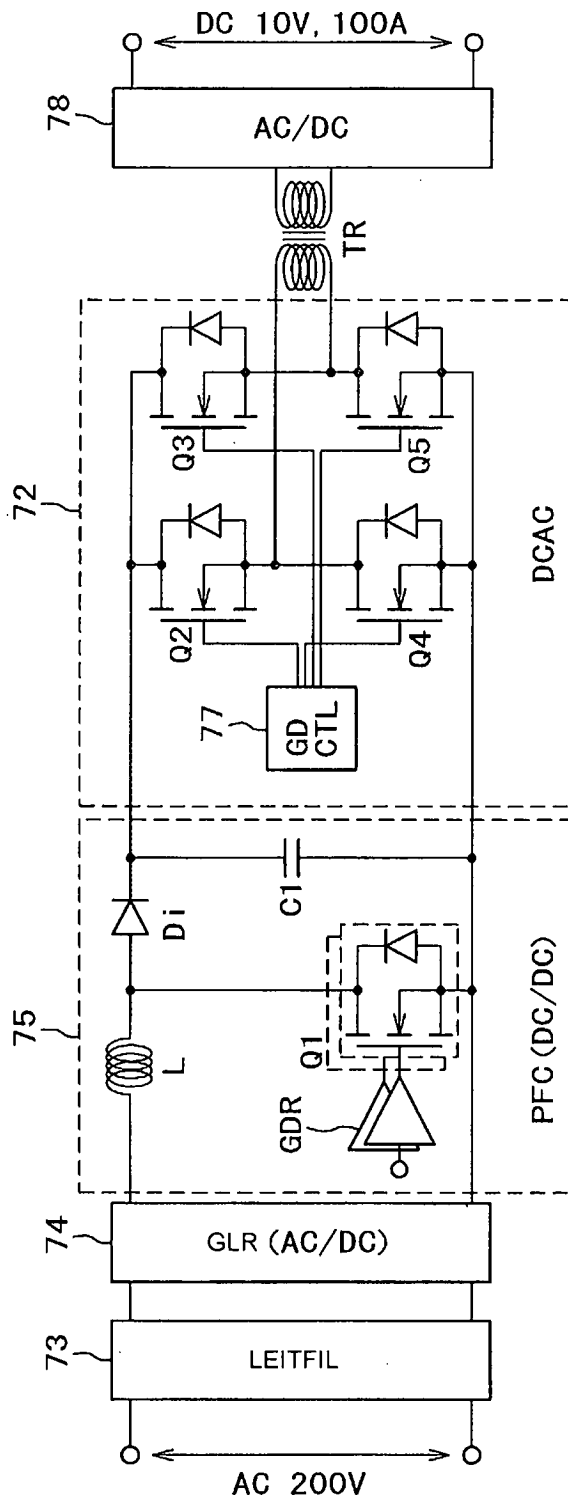 AC 200V
73
LEITFIL
74
GLR (AC/DC)
75
L
Di
GDR
Q1
C1
PFC (DC/DC)
72
77
GD
CTL
Q2
Q3
Q4
Q5
DCAC
TR
78
AC/DC
DC 10V, 100A